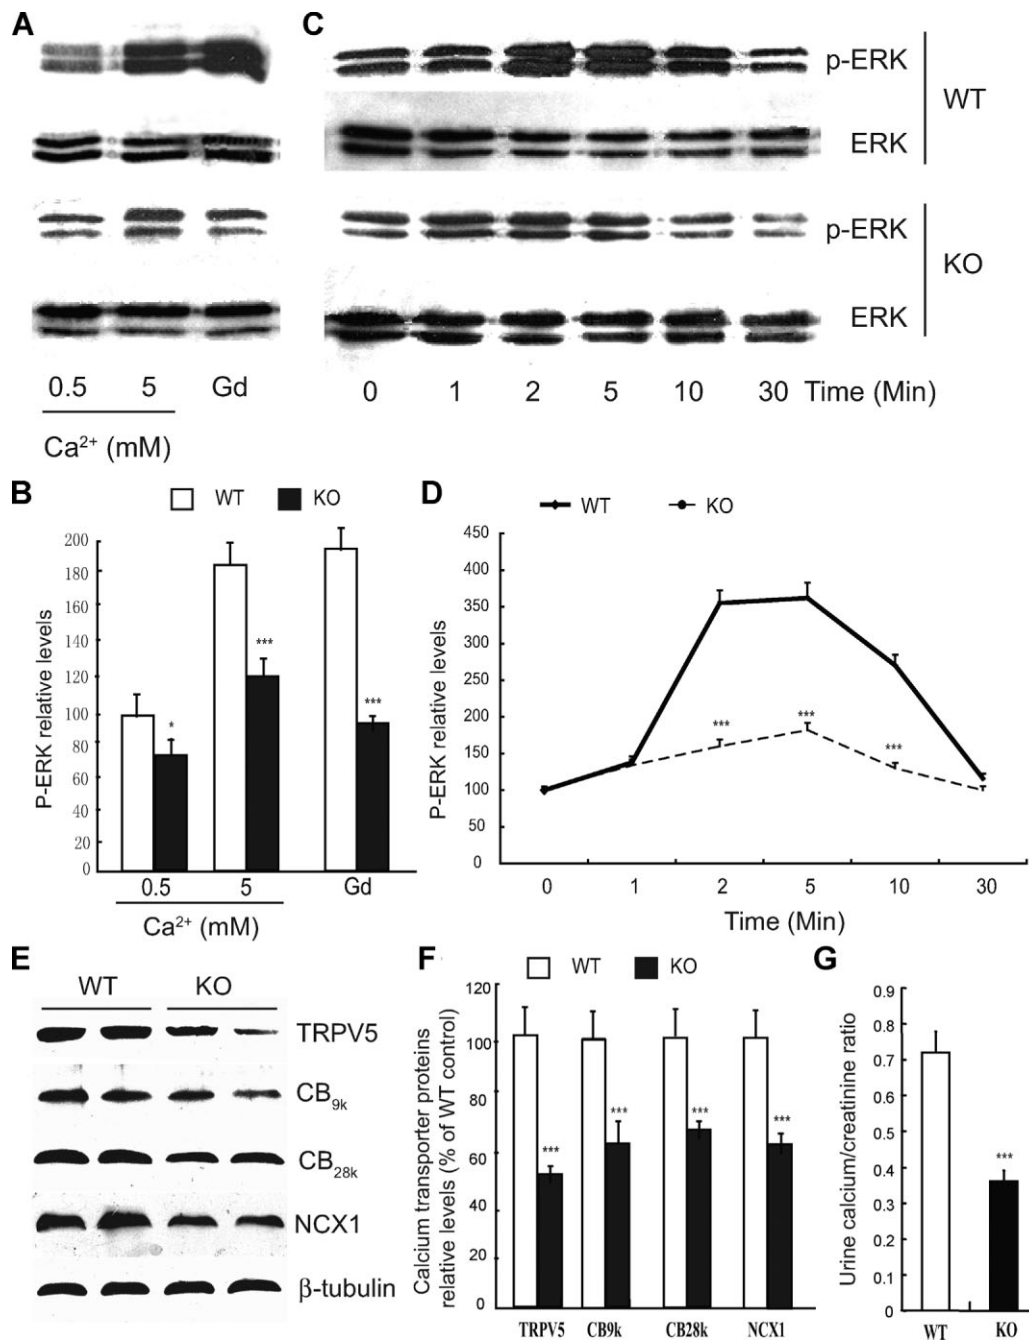 A
C
p-ERK
WT
ERK
p-ERK
KO
ERK
0.5 5 Gd
Ca²⁺ (mM)
0 1 2 5 10 30 Time (Min)
B
WT KO
P-ERK relative levels
200
180
160
140
120
100
80
60
40
20
0
***
***
*
0.5 5 Gd
Ca²⁺ (mM)
D
WT KO
P-ERK relative levels
450
400
350
300
250
200
150
100
50
0
***
***
***
0 1 2 5 10 30
Time (Min)
E
WT KO
TRPV5
CB9k
CB28k
NCX1
β-tubulin
F
WT KO
Calcium transporter proteins
relative levels (% of WT control)
120
100
80
60
40
20
0
***
***
***
***
TRPV5 CB9k CB28k NCX1
G
Urine calcium/creatinine ratio
0.9
0.8
0.7
0.6
0.5
0.4
0.3
0.2
0.1
0
***
WT KO